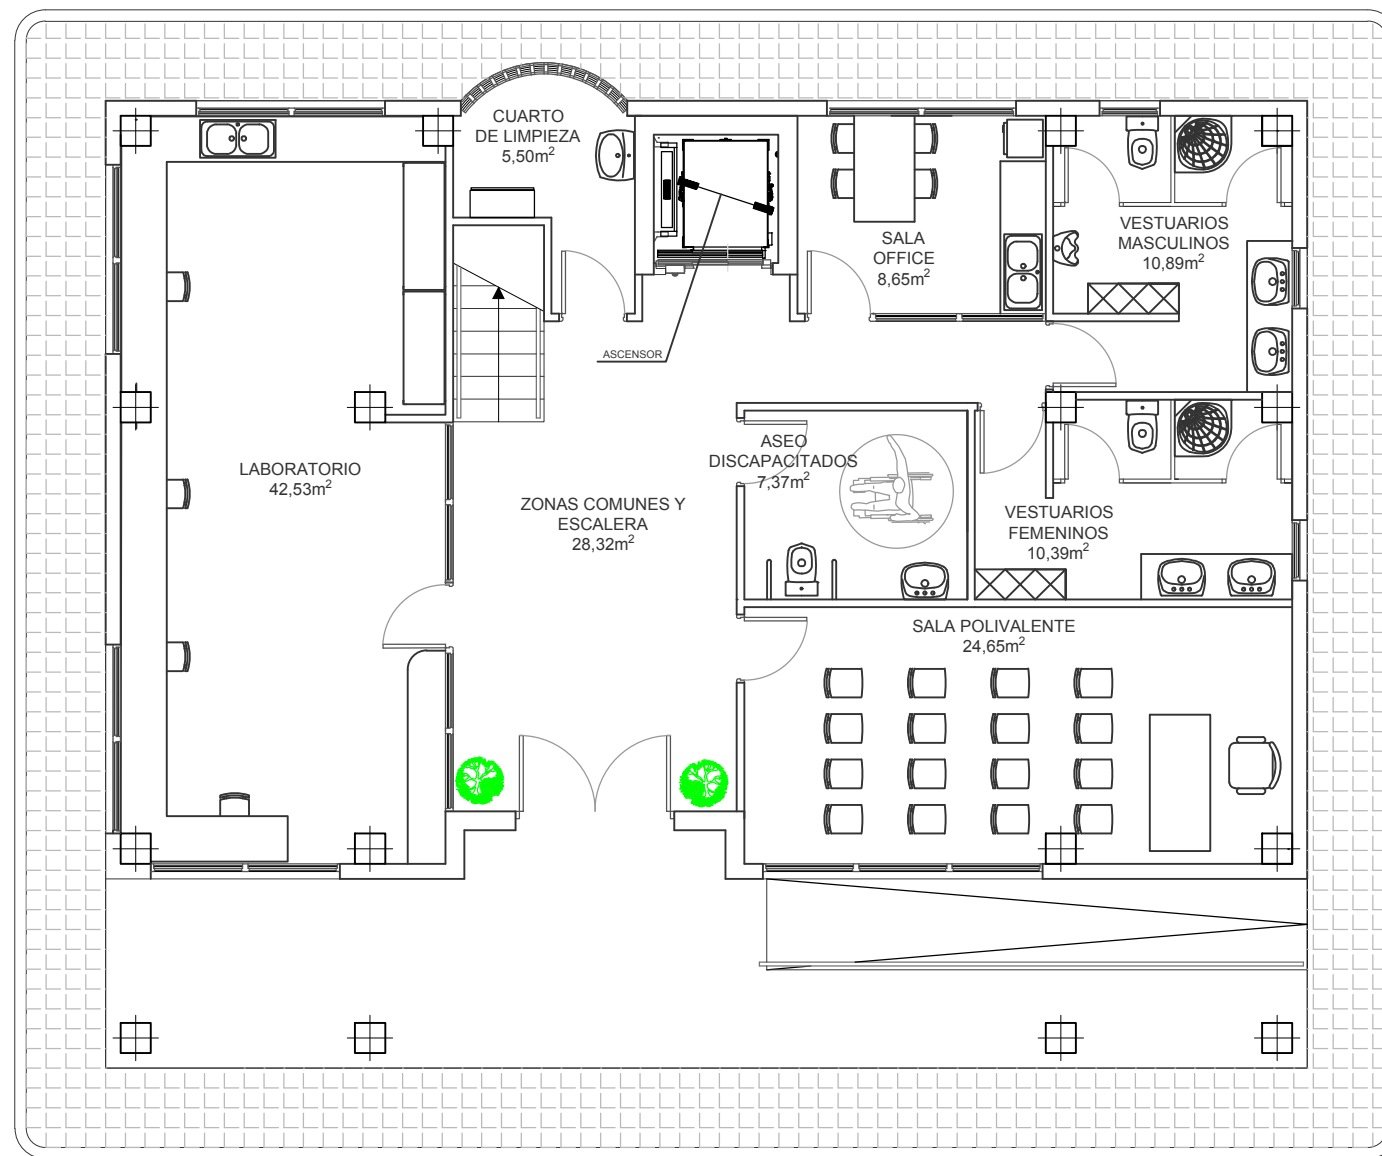 CUARTO
DE LIMPIEZA
5,50m²
SALA
OFFICE
8,65m²
VESTUARIOS
MASCULINOS
10,89m²
ASCENSOR
LABORATORIO
42,53m²
ZONAS COMUNES Y
ESCALERA
28,32m²
ASEO
DISCAPACITADOS
7,37m²
VESTUARIOS
FEMENINOS
10,39m²
SALA POLIVALENTE
24,65m²